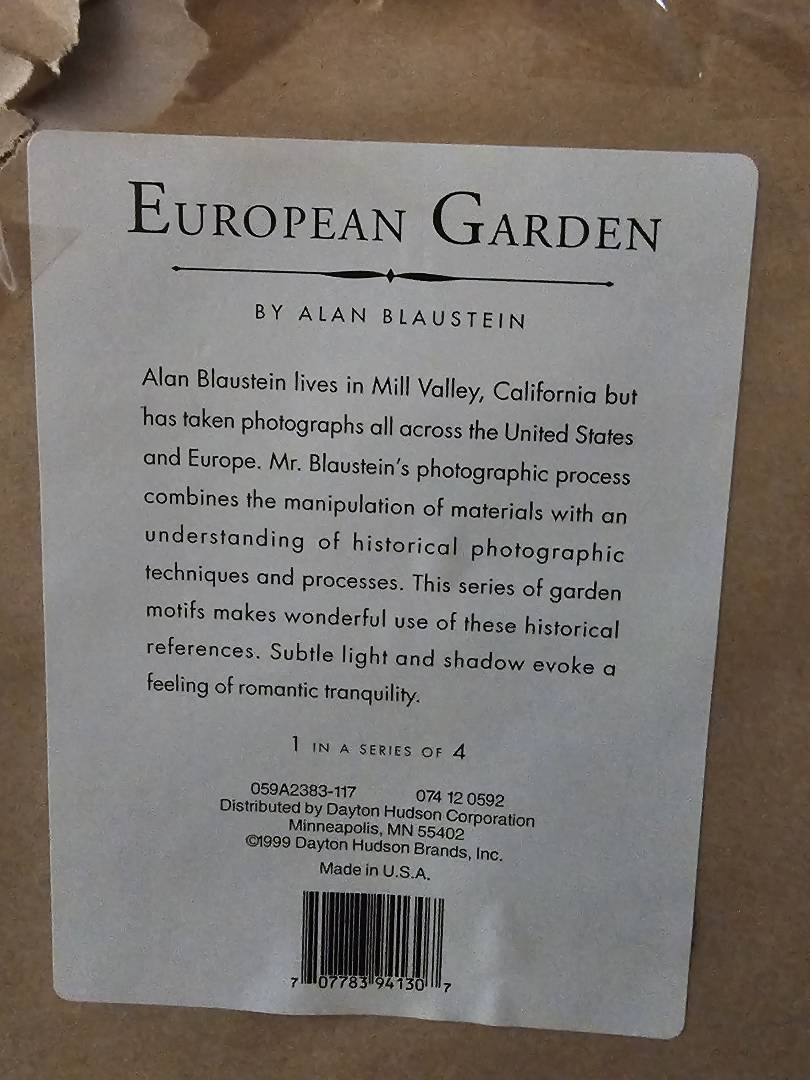 EUROPEAN GARDEN
BY ALAN BLAUSTEIN
Alan Blaustein lives in Mill Valley, California but
has taken photographs all across the United States
and Europe. Mr. Blaustein's photographic process
combines the manipulation of materials with an
understanding of historical photographic
techniques and processes. This series of garden
motifs makes wonderful use of these historical
references. Subtle light and shadow evoke a
feeling of romantic tranquility.
1 IN A SERIES OF 4
059A2383-117 074 12 0592
Distributed by Dayton Hudson Corporation
Minneapolis, MN 55402
©1999 Dayton Hudson Brands, Inc.
Made in U.S.A.
7 07783 94130 7